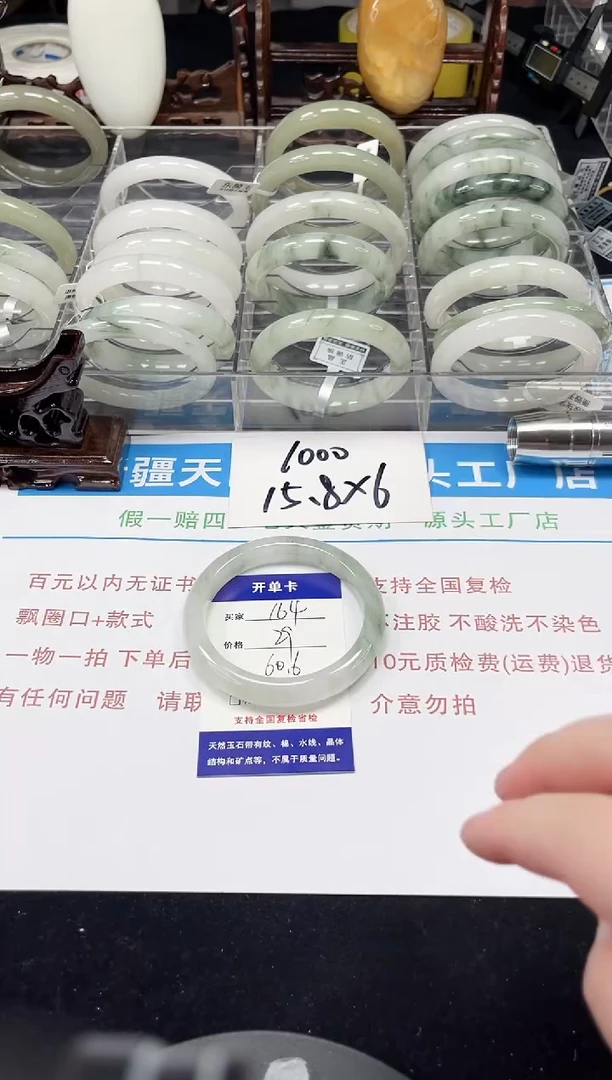 1000
15.8×6
疆天 头工厂店
假一赔四 源头工厂店
百元以内无证书 支持全国复检
飘圈口+款式 注胶 不酸洗不染色
一物一拍 下单后 10元质检费(运费)退货
有任何问题 请联 介意勿拍
开单卡
买家 164
价格 29
60.6
支持全国复检省检
天然玉石带有纹、棉、水线、晶体
结构和矿点等，不属于质量问题。